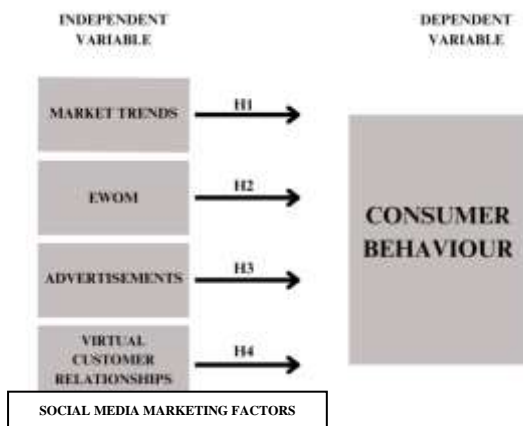 INDEPENDENT
VARIABLE
DEPENDENT
VARIABLE
MARKET TRENDS
H1
EWOM
H2
ADVERTISEMENTS
H3
VIRTUAL
CUSTOMER
RELATIONSHIPS
H4
CONSUMER
BEHAVIOUR
SOCIAL MEDIA MARKETING FACTORS